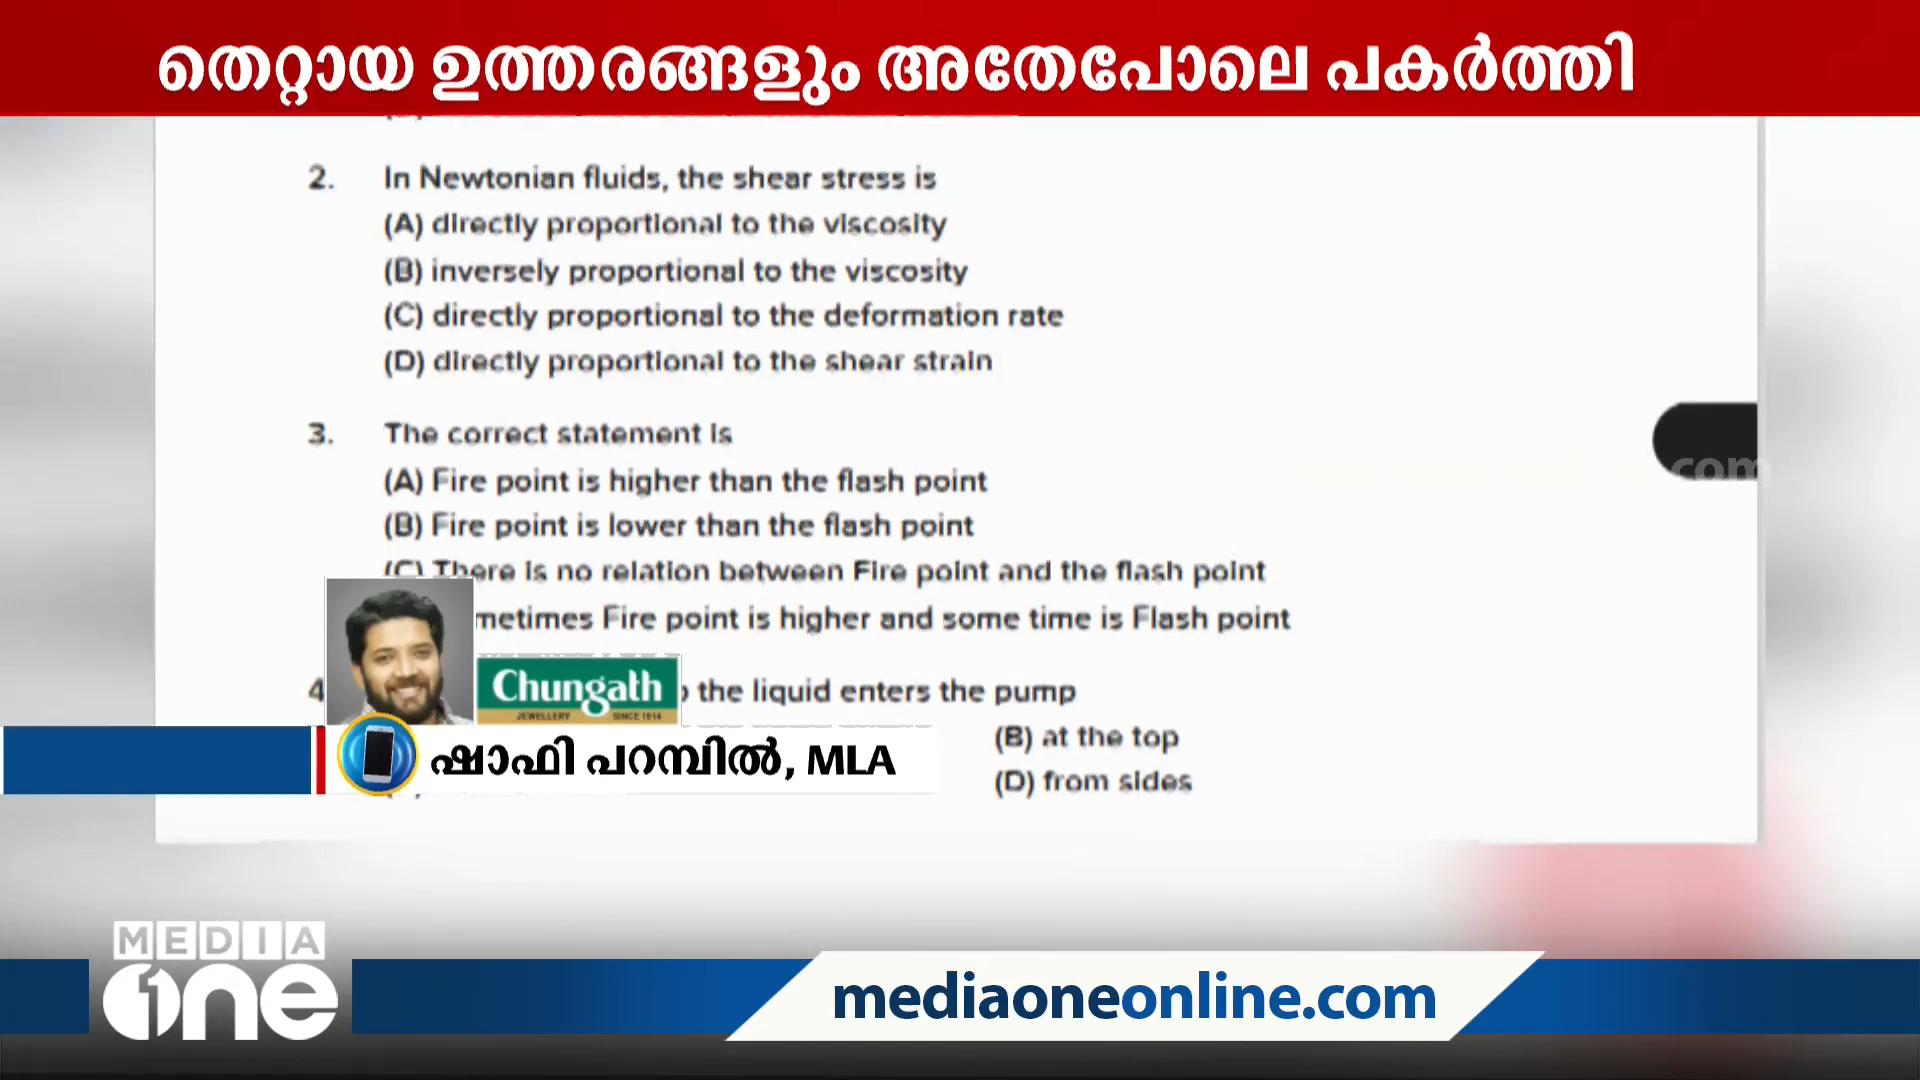 തെറ്റായ ഉത്തരങ്ങളും അതേപോലെ പകർത്തി
2. In Newtonian fluids, the shear stress is
(A) directly proportional to the viscosity
(B) inversely proportional to the viscosity
(C) directly proportional to the deformation rate
(D) directly proportional to the shear strain
3. The correct statement is
(A) Fire point is higher than the flash point
(B) Fire point is lower than the flash point
(C) There is no relation between Fire point and the flash point
metimes Fire point is higher and some time is Flash point
4 the liquid enters the pump
(B) at the top
(D) from sides
.com
Chungath
JEWELLERY SINCE 1914
ഷാഫി പറമ്പിൽ, MLA
MEDIA
one
mediaoneonline.com